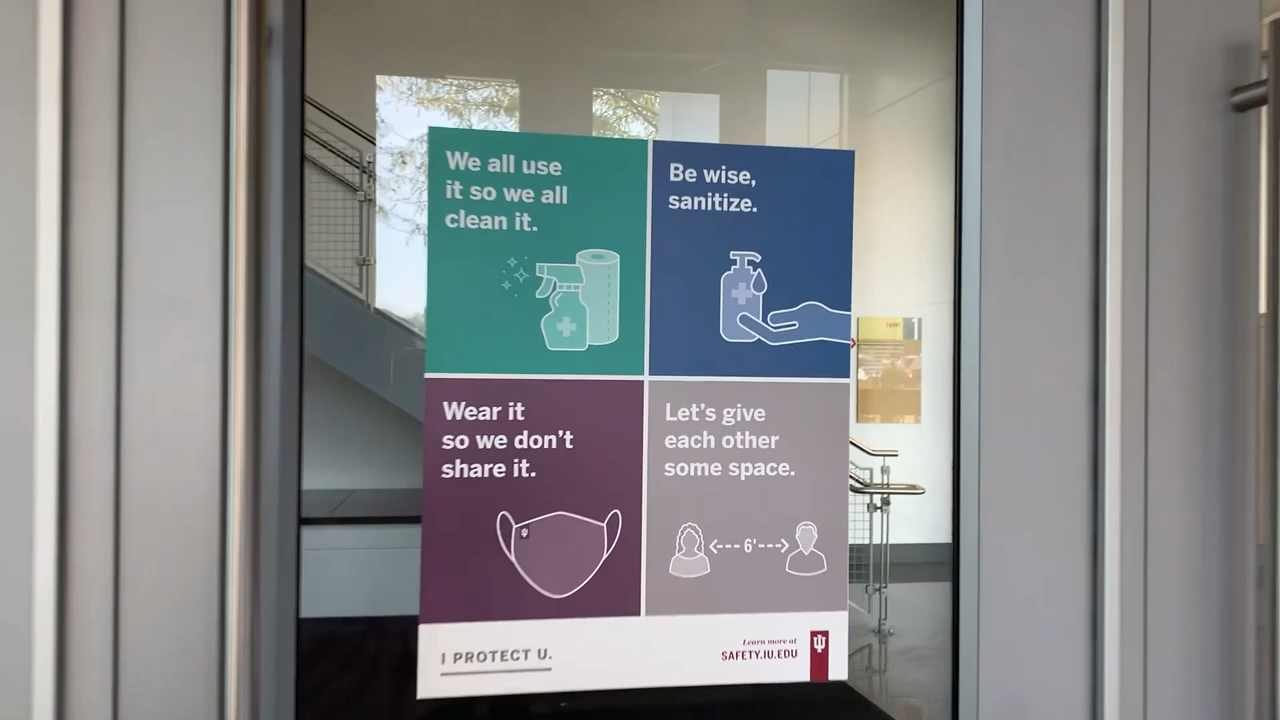 We all use
it so we all
clean it.
Be wise,
sanitize.
Wear it
so we don't
share it.
Let's give
each other
some space.
6'
I PROTECT U.
Learn more at
SAFETY.IU.EDU